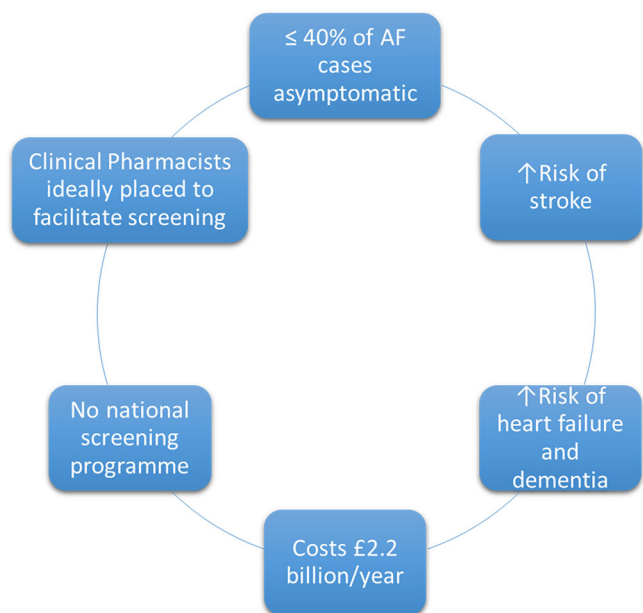 ≤ 40% of AF
cases
asymptomatic
↑Risk of
stroke
↑Risk of
heart failure
and
dementia
Costs £2.2
billion/year
No national
screening
programme
Clinical Pharmacists
ideally placed to
facilitate screening